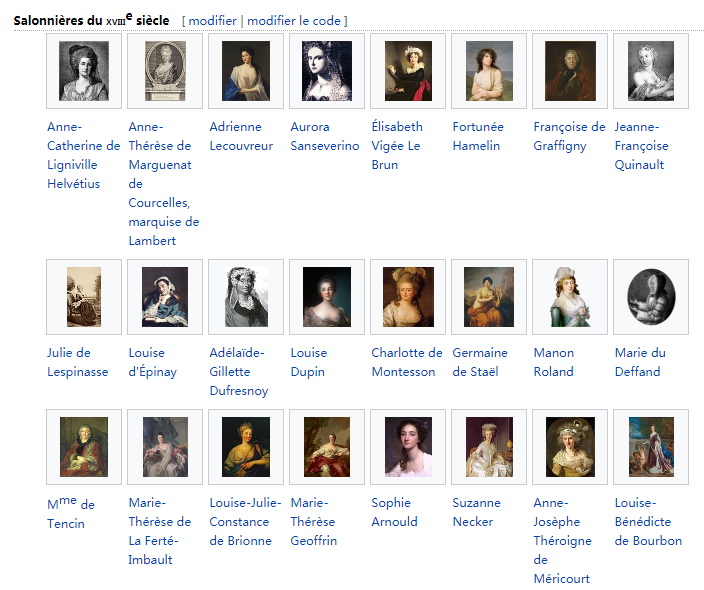 Salonnières du XVIIIe siècle [ modifier | modifier le code ]
Anne-
Catherine de
Ligniville
Helvétius
Anne-
Thérèse de
Marguenat
de
Courcelles,
marquise de
Lambert
Adrienne
Lecouvreur
Aurora
Sanseverino
Élisabeth
Vigée Le
Brun
Fortunée
Hamelin
Françoise de
Graffigny
Jeanne-
Françoise
Quinault
Julie de
Lespinasse
Louise
d'Épinay
Adélaïde-
Gillette
Dufresnoy
Louise
Dupin
Charlotte de
Montesson
Germaine
de Staël
Manon
Roland
Marie du
Deffand
Mme de
Tencin
Marie-
Thérèse de
La Ferté-
Imbault
Louise-Julie-
Constance
de Brionne
Marie-
Thérèse
Geoffrin
Sophie
Arnould
Suzanne
Necker
Anne-
Josèphe
Théroigne
de
Méricourt
Louise-
Bénédicte
de Bourbon